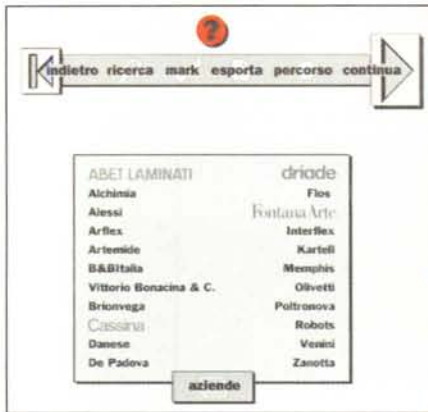 ?
indietro ricerca mark esporta percorso continua
ABET LAMINATI
Alchimia
Alessi
Arflex
Artemide
B&BItalia
Vittorio Bonacina & C.
Brionvega
Cassina
Danese
De Padova
driade
Flos
FontanaArte
Interflex
Kartell
Memphis
Olivetti
Poltronova
Robots
Venini
Zanotta
aziende